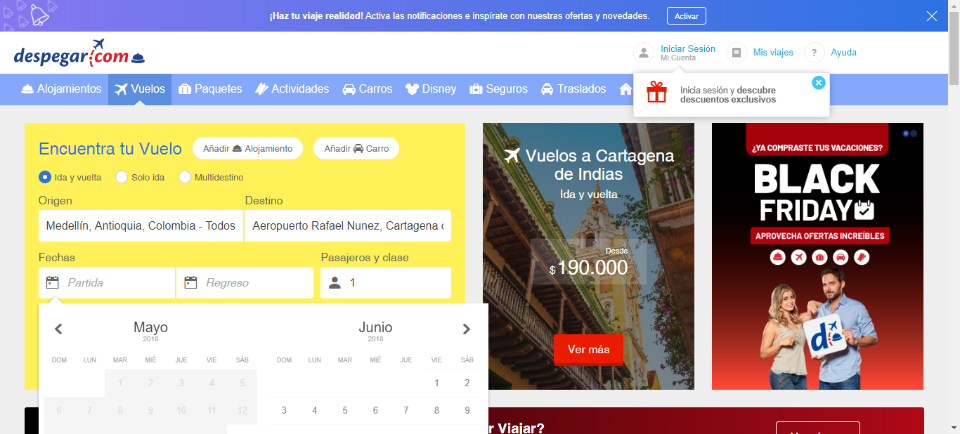 ¡Haz tu viaje realidad! Activa las notificaciones e inspírate con nuestras ofertas y novedades. Activar
despegar.com
Iniciar Sesión
Mi Cuenta
Mis viajes
? Ayuda
Alojamientos Vuelos Paquetes Actividades Carros Disney Seguros Traslados
Inicia sesión y descubre
descuentos exclusivos
Encuentra tu Vuelo Añadir Alojamiento Añadir Carro
Ida y vuelta Solo ida Multidestino
Origen Destino
Medellín, Antioquia, Colombia - Todos Aeropuerto Rafael Nunez, Cartagena
Fechas Pasajeros y clase
Partida Regreso 1
Mayo Junio
2018 2018
DOM LUN MAR MIÉ JUE VIE SÁB DOM LUN MAR MIÉ JUE VIE SÁB
1 2 3 4 5 1 2
6 7 8 9 10 11 12 3 4 5 6 7 8 9
Vuelos a Cartagena
de Indias
Ida y vuelta
Desde
$190.000
Ver más
¿YA COMPRASTE TUS VACACIONES?
BLACK
FRIDAY
APROVECHA OFERTAS INCREÍBLES
d
r Viajar?